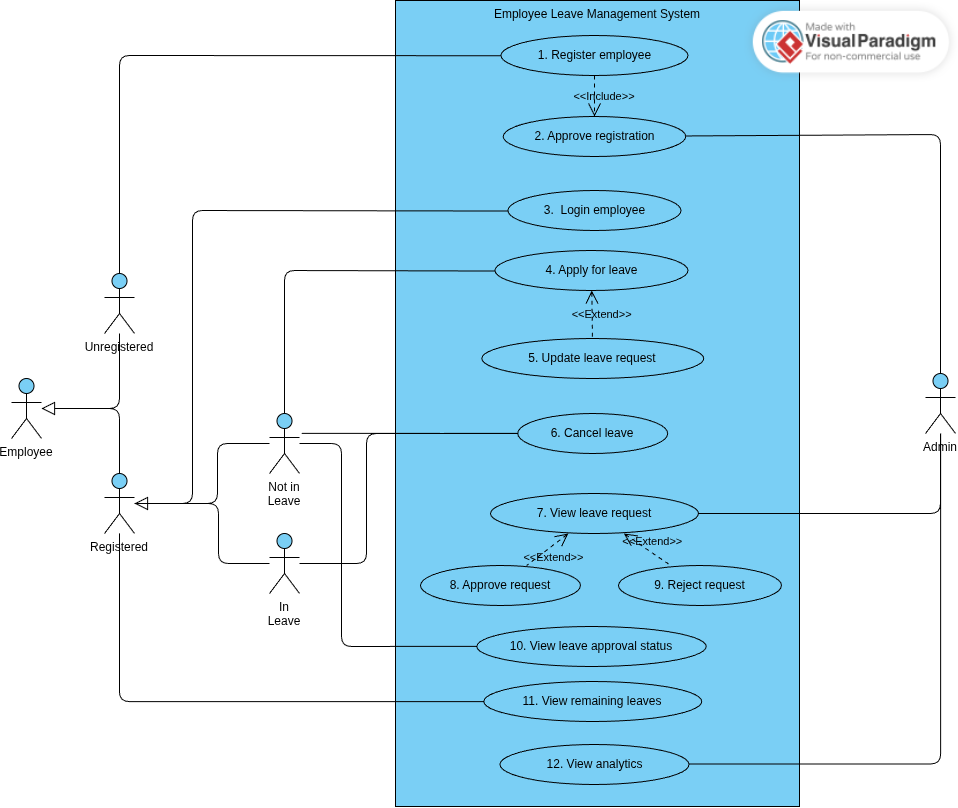 Employee Leave Management System
Made with
VisualParadigm
For non-commercial use
1. Register employee
<<Include>>
2. Approve registration
3.  Login employee
4. Apply for leave
<<Extend>>
Unregistered
5. Update leave request
Employee
6. Cancel leave
Admin
Not in
Leave
7. View leave request
Registered
<<Extend>>
<<Extend>>
8. Approve request
9. Reject request
In
Leave
10. View leave approval status
11. View remaining leaves
12. View analytics